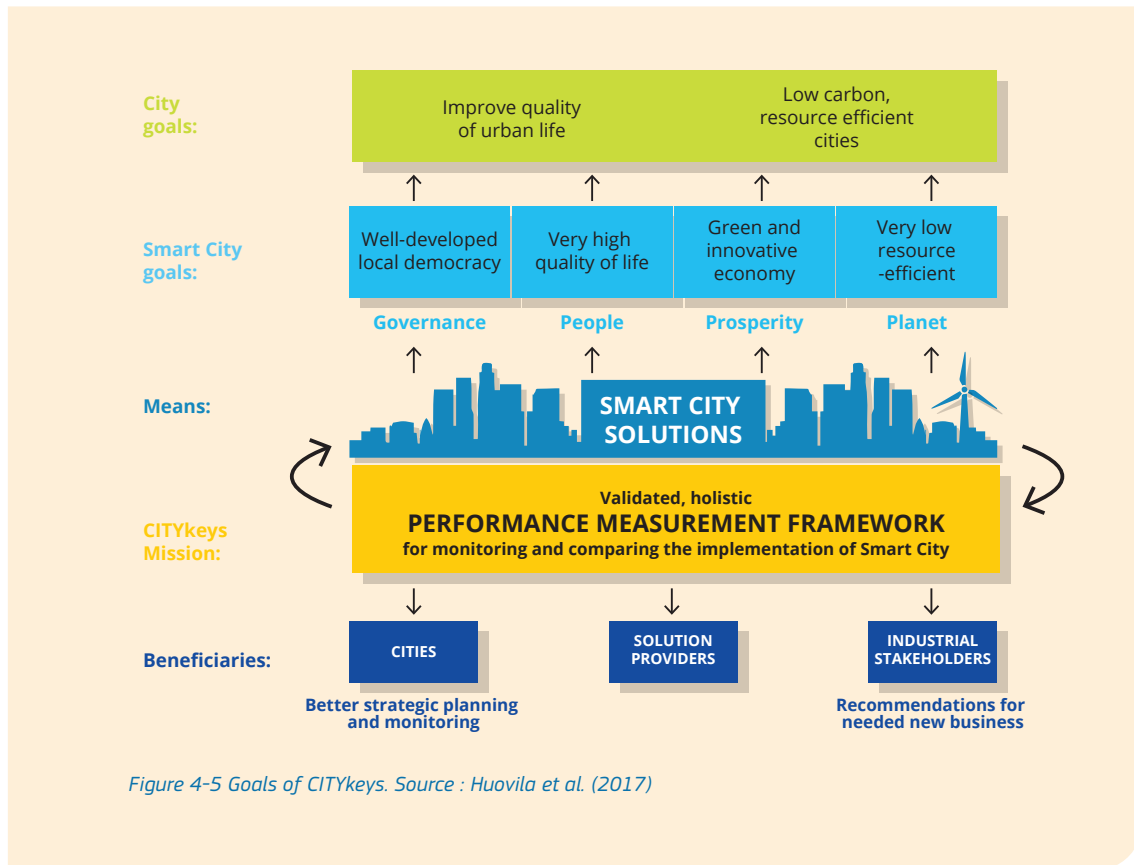 City
goals:
Improve quality
of urban life
Low carbon,
resource efficient
cities
Smart City
goals:
Well-developed
local democracy
Very high
quality of life
Green and
innovative
economy
Very low
resource
-efficient
Governance
People
Prosperity
Planet
Means:
SMART CITY
SOLUTIONS
CITYkeys
Mission:
Validated, holistic
PERFORMANCE MEASUREMENT FRAMEWORK
for monitoring and comparing the implementation of Smart City
Beneficiaries:
CITIES
SOLUTION
PROVIDERS
INDUSTRIAL
STAKEHOLDERS
Better strategic planning
and monitoring
Recommendations for
needed new business
Figure 4-5 Goals of CITYkeys. Source : Huovila et al. (2017)